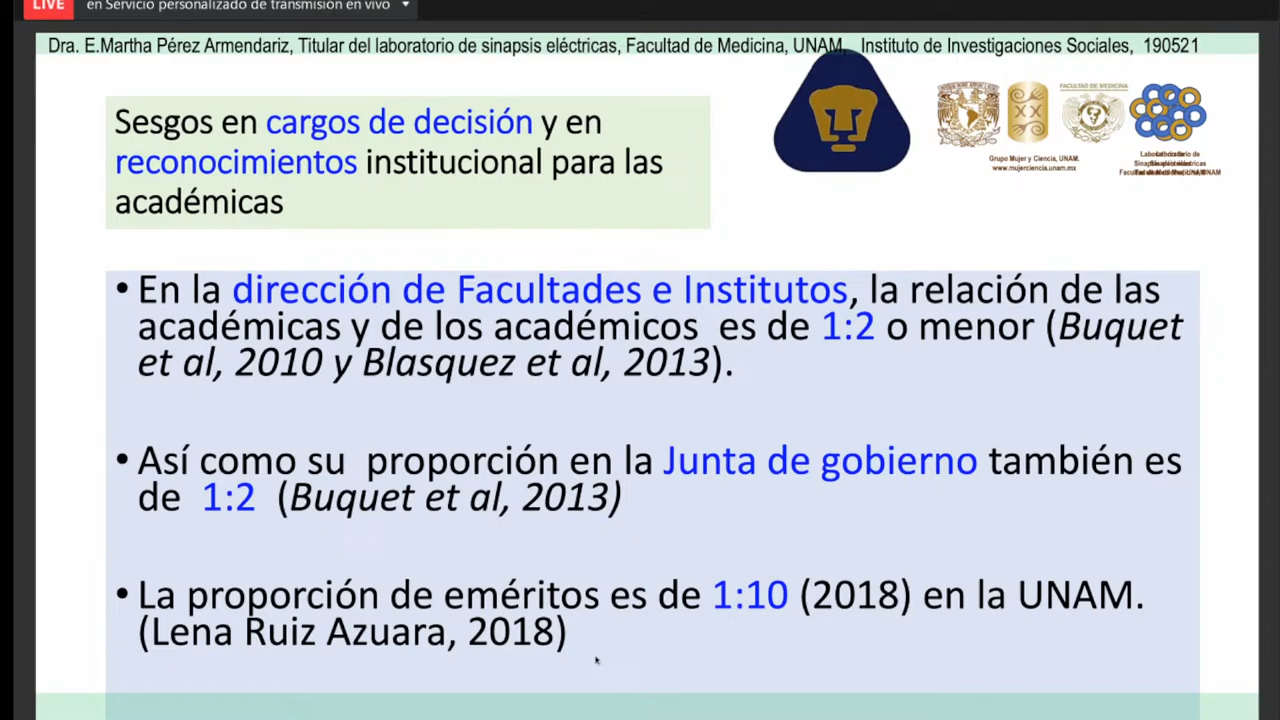 LIVE
en Servicio personalizado de transmisión en vivo
Dra. E.Martha Pérez Armendariz, Titular del laboratorio de sinapsis eléctricas, Facultad de Medicina, UNAM, Instituto de Investigaciones Sociales, 190521
Sesgos en cargos de decisión y en
reconocimientos institucional para las
académicas
FACULTAD DE MEDICINA
Grupo Mujer y Ciencia, UNAM.
www.mujerciencia.unam.mx
• En la dirección de Facultades e Institutos, la relación de las
académicas y de los académicos es de 1:2 o menor (Buquet
et al, 2010 y Blasquez et al, 2013).
• Así como su proporción en la Junta de gobierno también es
de 1:2 (Buquet et al, 2013)
• La proporción de eméritos es de 1:10 (2018) en la UNAM.
(Lena Ruiz Azuara, 2018)